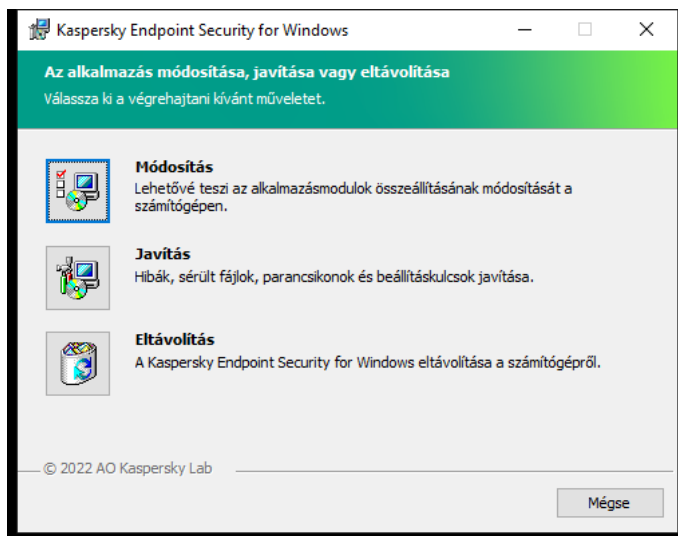 Kaspersky Endpoint Security for Windows
Az alkalmazás módosítása, javítása vagy eltávolítása
Válassza ki a végrehajtani kívánt műveletet.
Módosítás
Lehetővé teszi az alkalmazásmodulok összeállításának módosítását a
számítógépen.
Javítás
Hibák, sérült fájlok, parancsikonok és beállításkulcsok javítása.
Eltávolítás
A Kaspersky Endpoint Security for Windows eltávolítása a számítógépről.
© 2022 AO Kaspersky Lab
Mégse